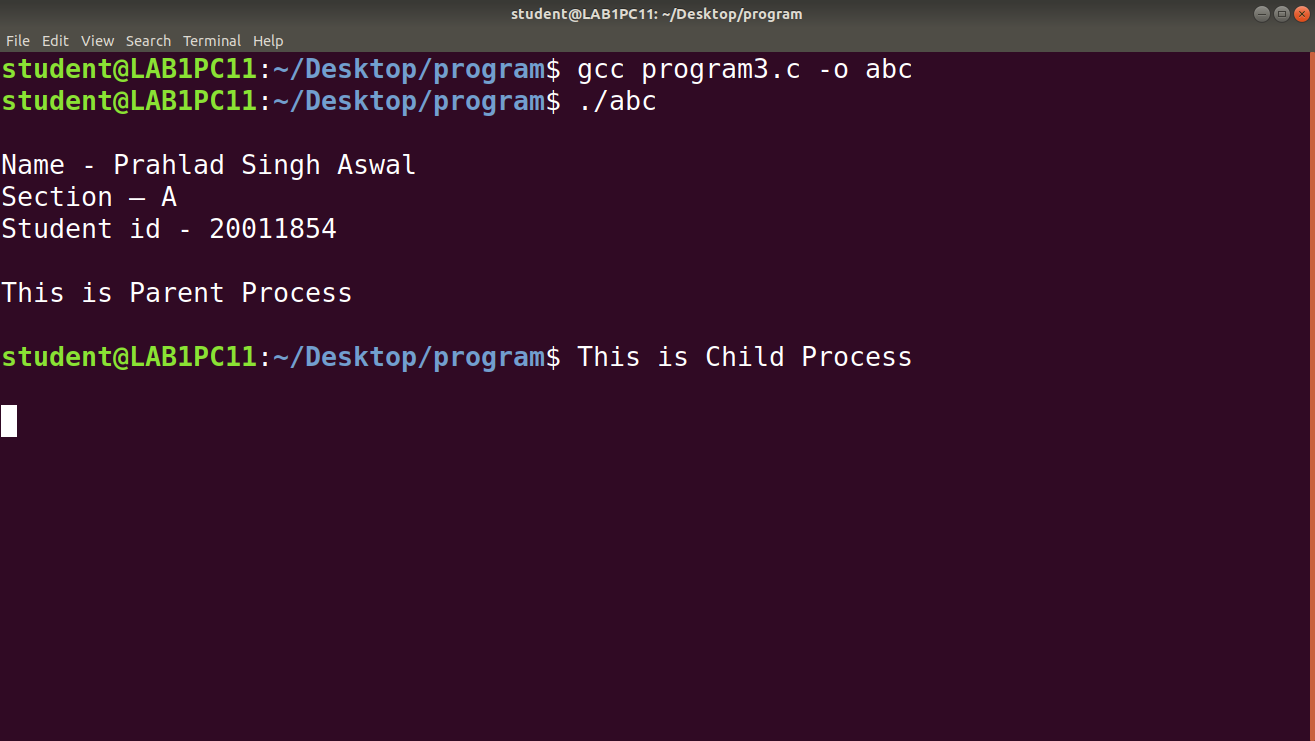 student@LAB1PC11: ~/Desktop/program
File Edit View Search Terminal Help
student@LAB1PC11:~/Desktop/program$ gcc program3.c -o abc
student@LAB1PC11:~/Desktop/program$ ./abc
Name - Prahlad Singh Aswal
Section – A
Student id - 20011854
This is Parent Process
student@LAB1PC11:~/Desktop/program$ This is Child Process